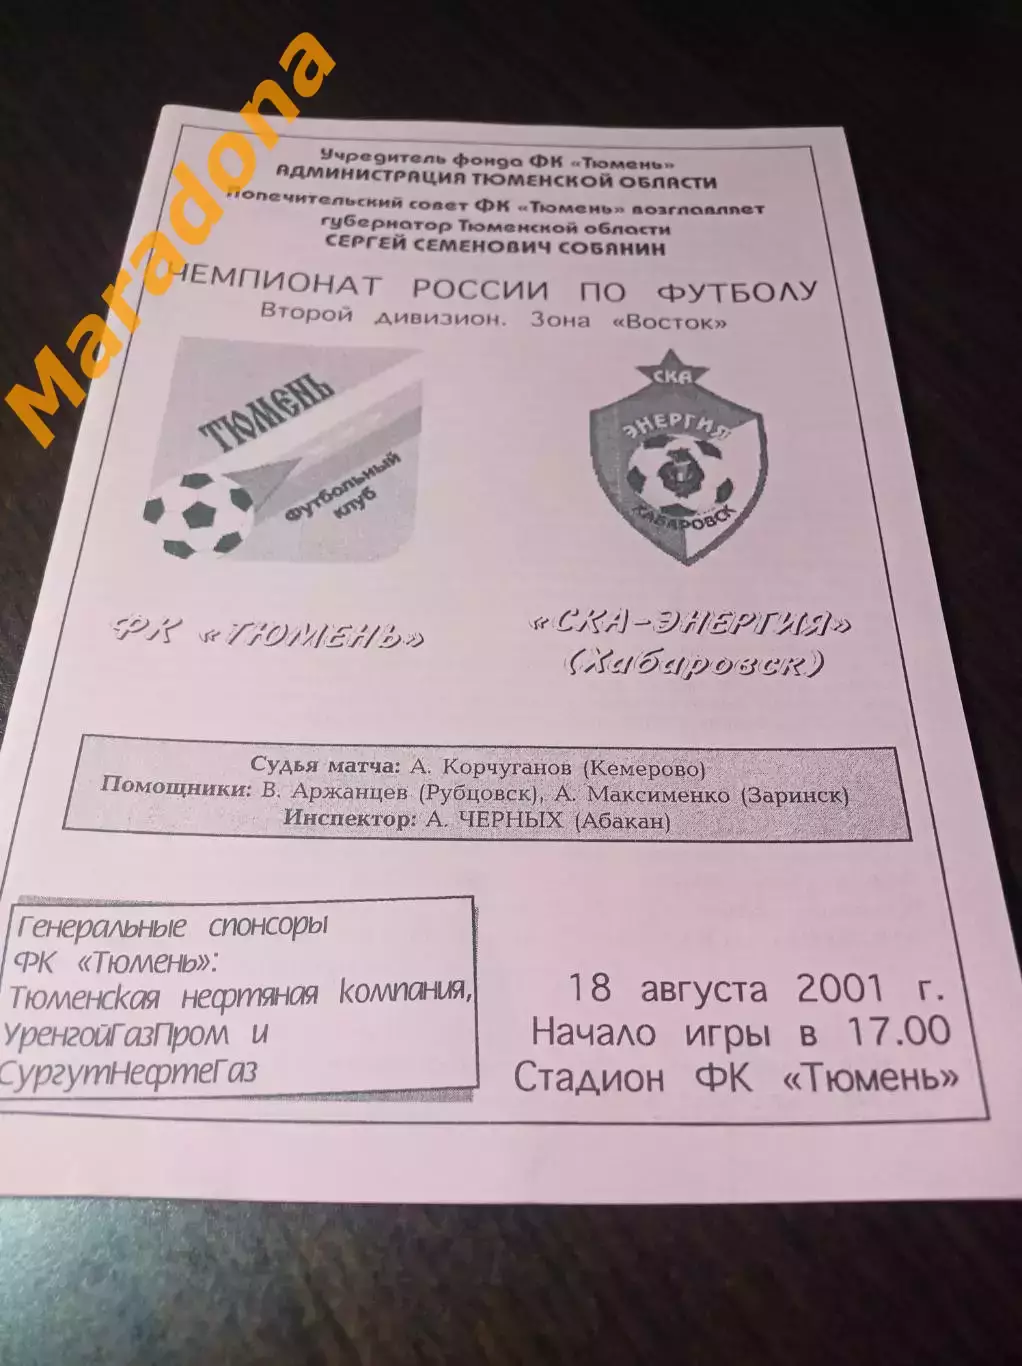 Maradona
Учредитель фонда ФК «Тюмень»
АДМИНИСТРАЦИЯ ТЮМЕНСКОЙ ОБЛАСТИ
Попечительский совет ФК «Тюмень» возглавляет
губернатор Тюменской области
СЕРГЕЙ СЕМЕНОВИЧ СОБЯНИН
ЧЕМПИОНАТ РОССИИ ПО ФУТБОЛУ
Второй дивизион. Зона «Восток»
ТЮМЕНЬ
Футбольный
клуб
СКА
ЭНЕРГИЯ
ХАБАРОВСК
ФК «ТЮМЕНЬ»
«СКА-ЭНЕРГИЯ»
(Хабаровск)
Судья матча: А. Корчуганов (Кемерово)
Помощники: В. Аржанцев (Рубцовск), А. Максименко (Заринск)
Инспектор: А. ЧЕРНЫХ (Абакан)
Генеральные спонсоры
ФК «Тюмень»:
Тюменская нефтяная компания,
УренгойГазПром и
СургутНефтеГаз
18 августа 2001 г.
Начало игры в 17.00
Стадион ФК «Тюмень»